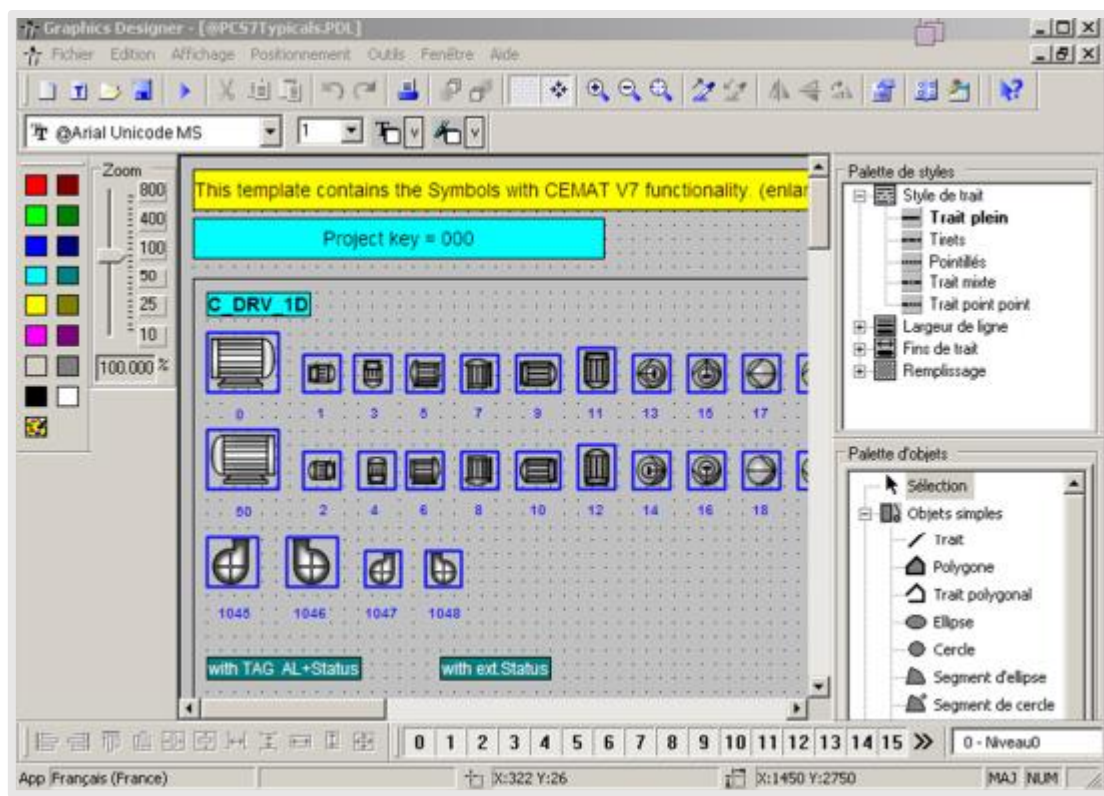 Graphics Designer - [@PCS7Typicals.PDL]
Fichier Edition Affichage Positionnement Outils Fenêtre Aide
@Arial Unicode MS 1
Zoom
800
400
100
50
25
10
100.000 %
This template contains the Symbols with CEMAT V7 functionality. (enlar
Project key = 000
C_DRV_1D
0 1 3 5 7 9 11 13 15 17
50 2 4 6 8 10 12 14 16 18
1045 1046 1047 1048
with TAG AL+Status with ext.Status
Palette de styles
Style de trait
Trait plein
Tirets
Pointillés
Trait mixte
Trait point point
Largeur de ligne
Fins de trait
Remplissage
Palette d'objets
Sélection
Objets simples
Trait
Polygone
Trait polygonal
Ellipse
Cercle
Segment d'ellipse
Segment de cercle
0 1 2 3 4 5 6 7 8 9 10 11 12 13 14 15 0 - Niveau0
App Français (France) X:322 Y:26 X:1450 Y:2750 MAJ NUM